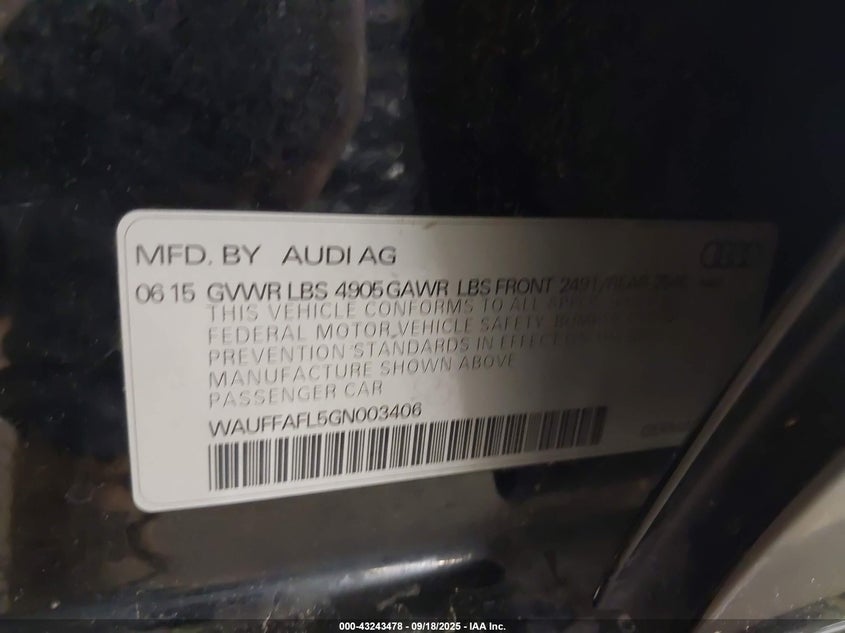 MFD. BY AUDI AG
06 15 GVWR LBS 4905 GAWR LBS FRONT 2491/REAR
THIS VEHICLE CONFORMS TO ALL
FEDERAL MOTOR VEHICLE SAFETY
PREVENTION STANDARDS IN EFFECT
MANUFACTURE SHOWN ABOVE
PASSENGER CAR
WAUFFAFL5GN003406
000-43243478 - 09/18/2025 - IAA Inc.